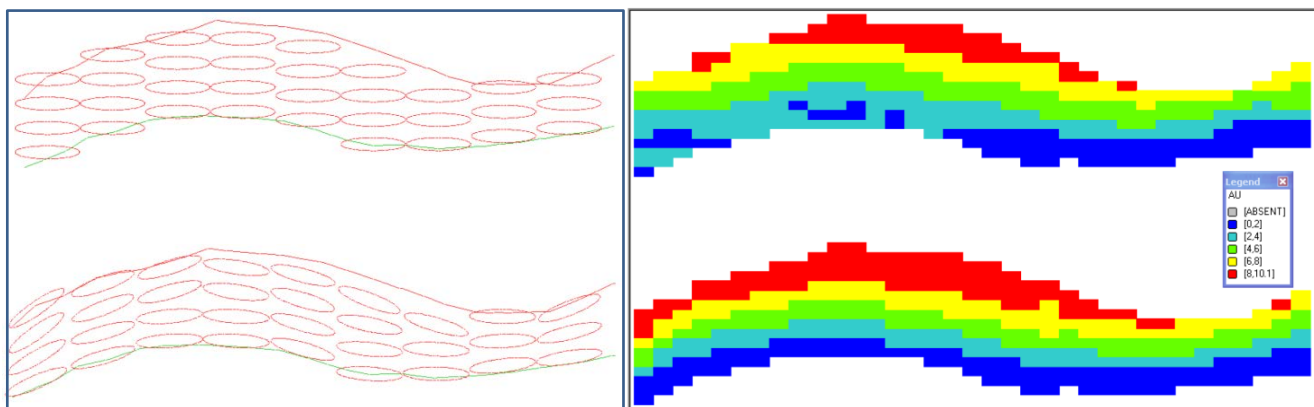 Legend
AU
[ABSENT]
[0,2]
[2,4]
[4,6]
[6,8]
[8,10.1]